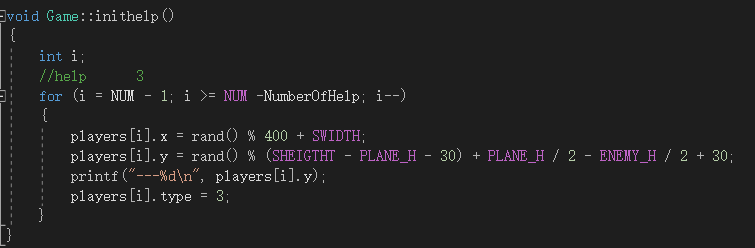 void Game::inithelp()
{
int i;
//help 3
for (i = NUM - 1; i >= NUM -NumberOfHelp; i--)
{
players[i].x = rand() % 400 + SWIDTH;
players[i].y = rand() % (SHEIGTHT - PLANE_H - 30) + PLANE_H / 2 - ENEMY_H / 2 + 30;
printf("---%d\n", players[i].y);
players[i].type = 3;
}
}